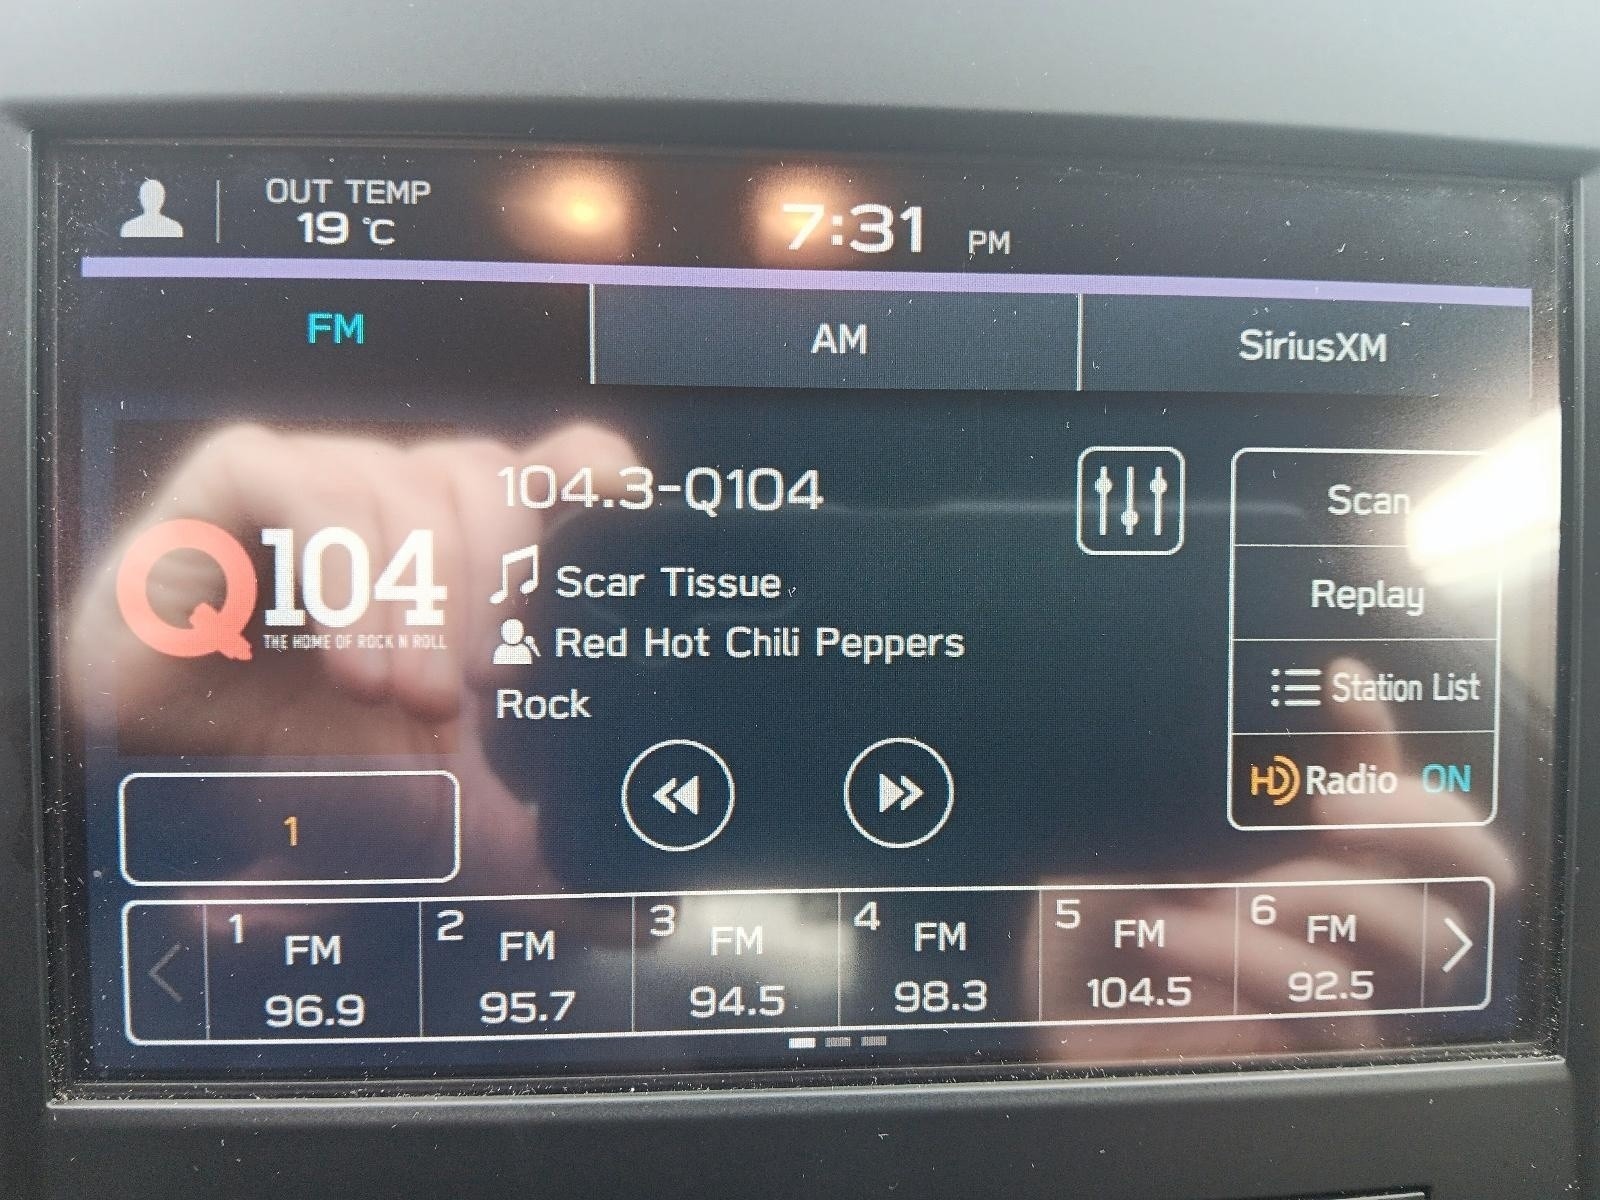 OUT TEMP
19 °C
7:31 PM
FM
AM
SiriusXM
Q104
THE HOME OF ROCK N ROLL
104.3-Q104
Scar Tissue
Red Hot Chili Peppers
Rock
Scan
Replay
Station List
HD Radio ON
1
1 FM
96.9
2 FM
95.7
3 FM
94.5
4 FM
98.3
5 FM
104.5
6 FM
92.5